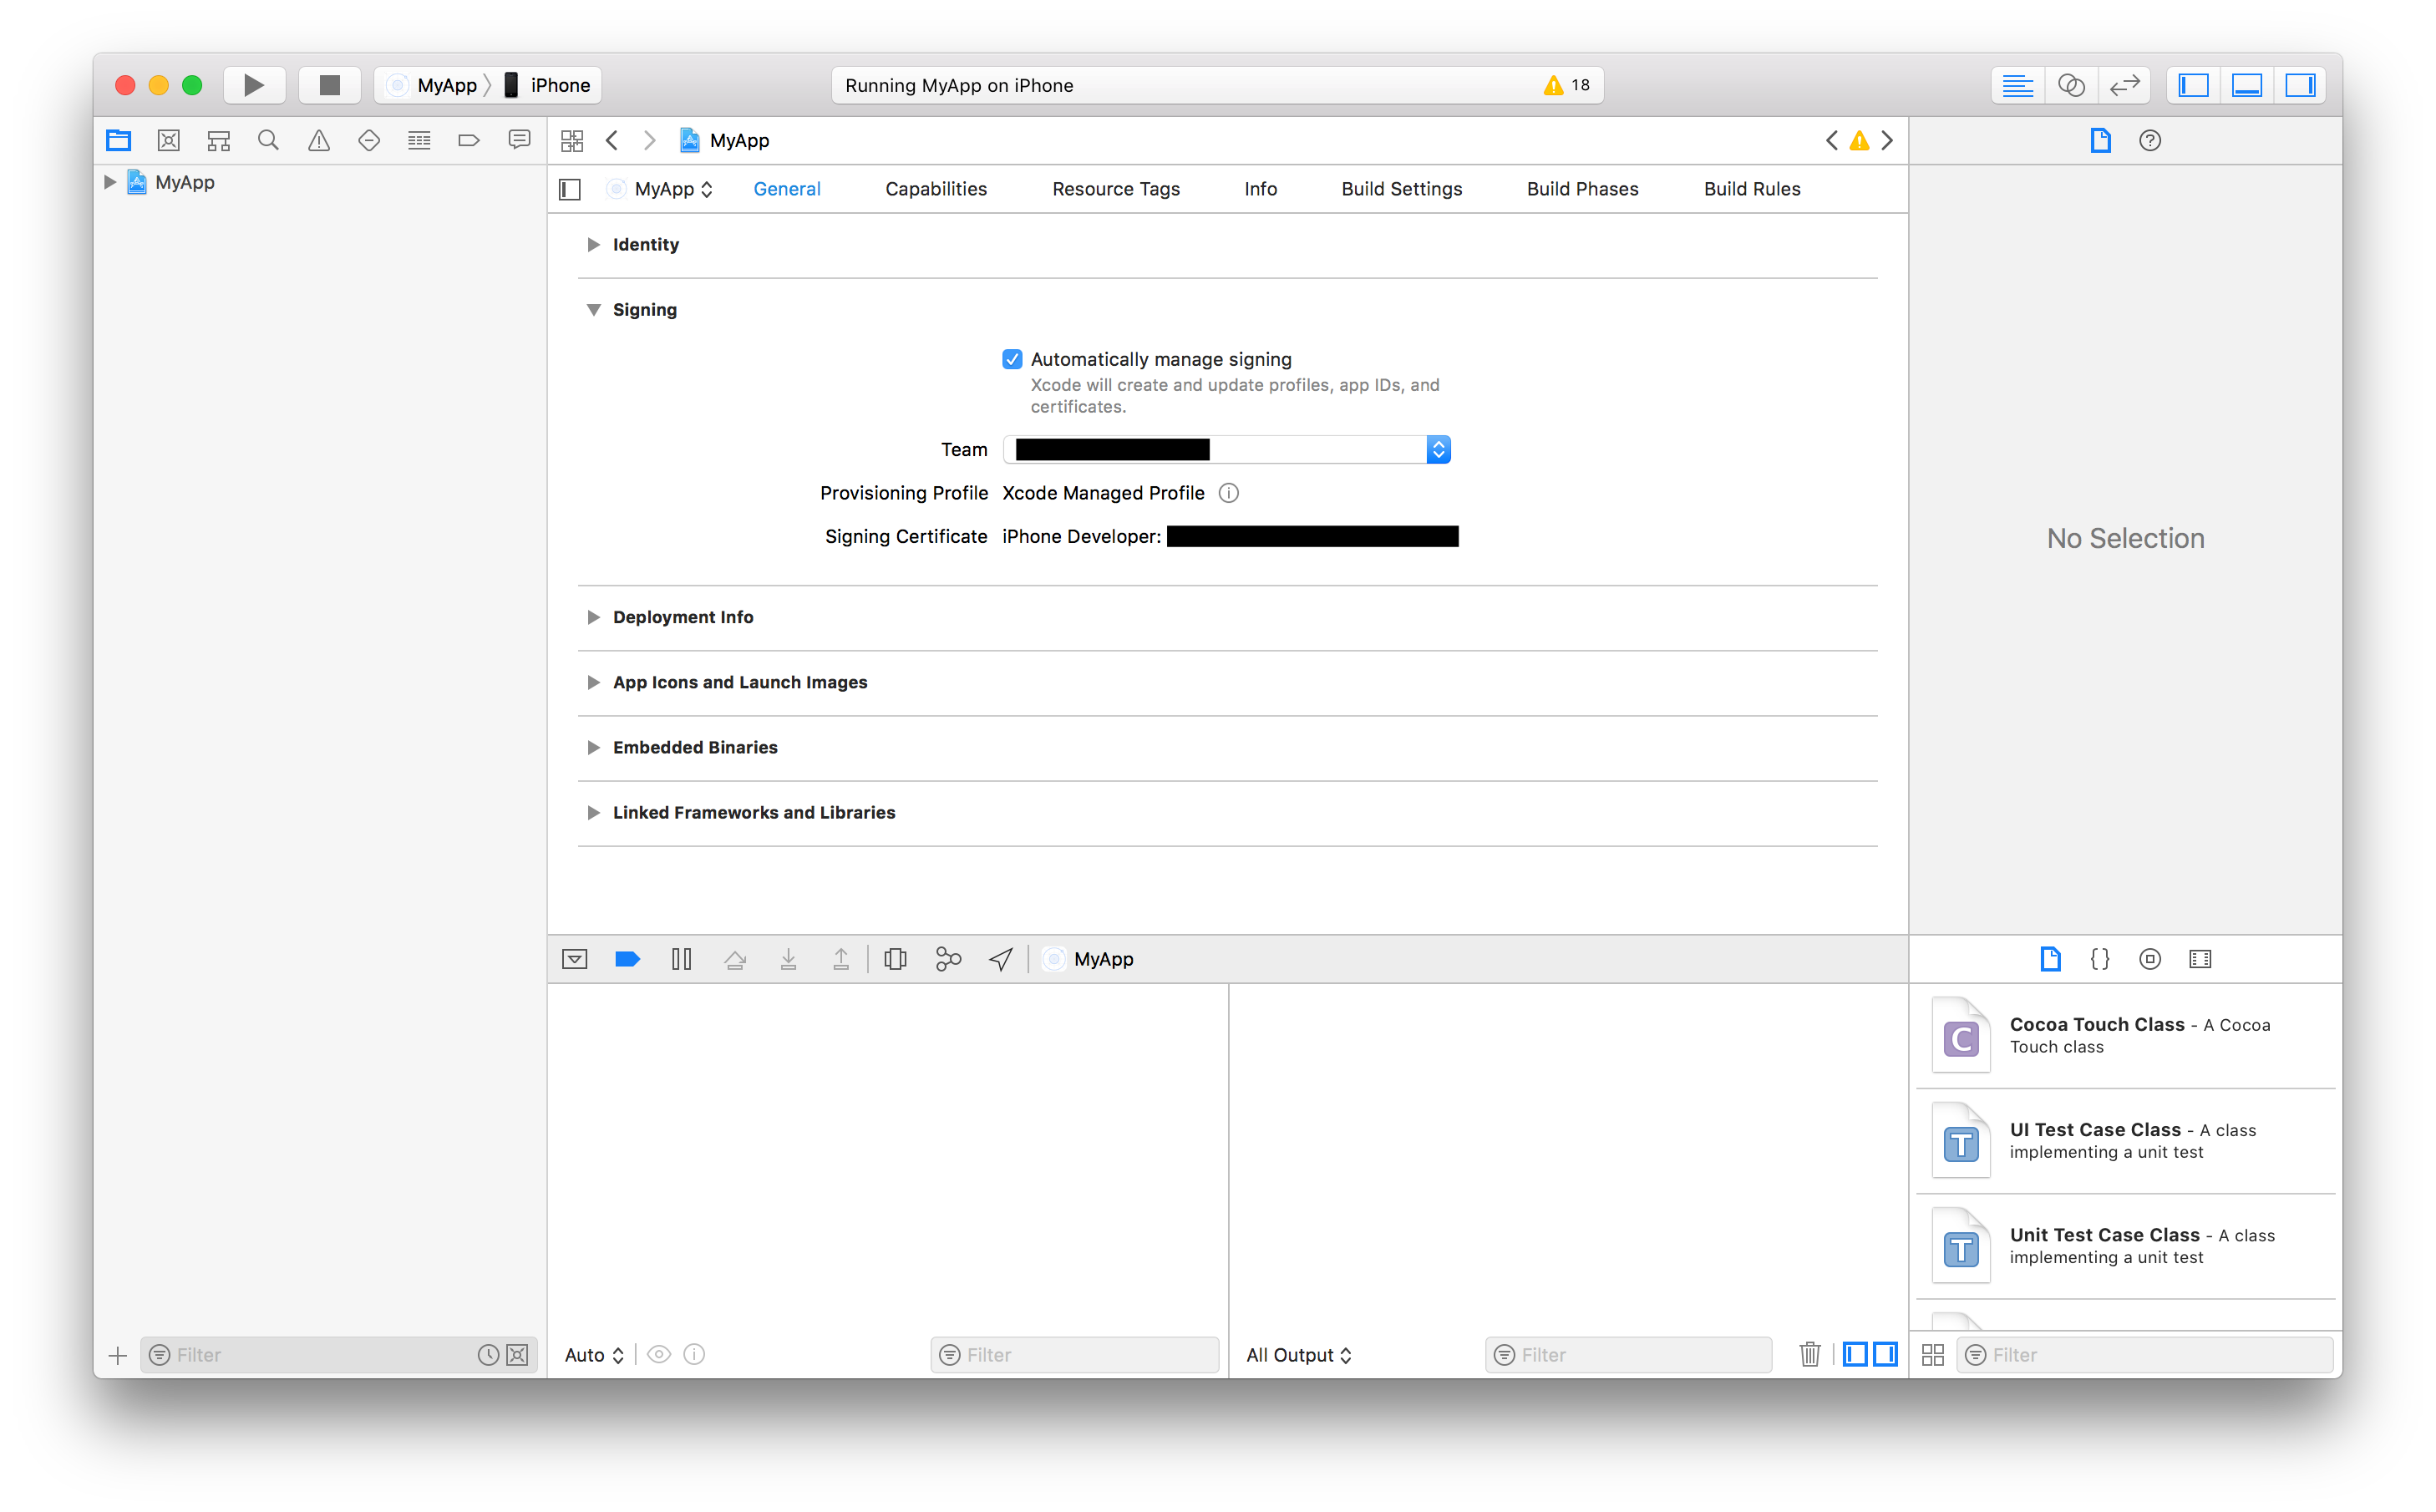 MyApp iPhone
Running MyApp on iPhone 18
MyApp
MyApp
MyApp General Capabilities Resource Tags Info Build Settings Build Phases Build Rules
Identity
Signing
Automatically manage signing
Xcode will create and update profiles, app IDs, and
certificates.
Team
Provisioning Profile Xcode Managed Profile
Signing Certificate iPhone Developer:
Deployment Info
App Icons and Launch Images
Embedded Binaries
Linked Frameworks and Libraries
No Selection
MyApp
C
Cocoa Touch Class - A Cocoa
Touch class
T
UI Test Case Class - A class
implementing a unit test
T
Unit Test Case Class - A class
implementing a unit test
Filter
Auto
Filter
All Output
Filter
Filter